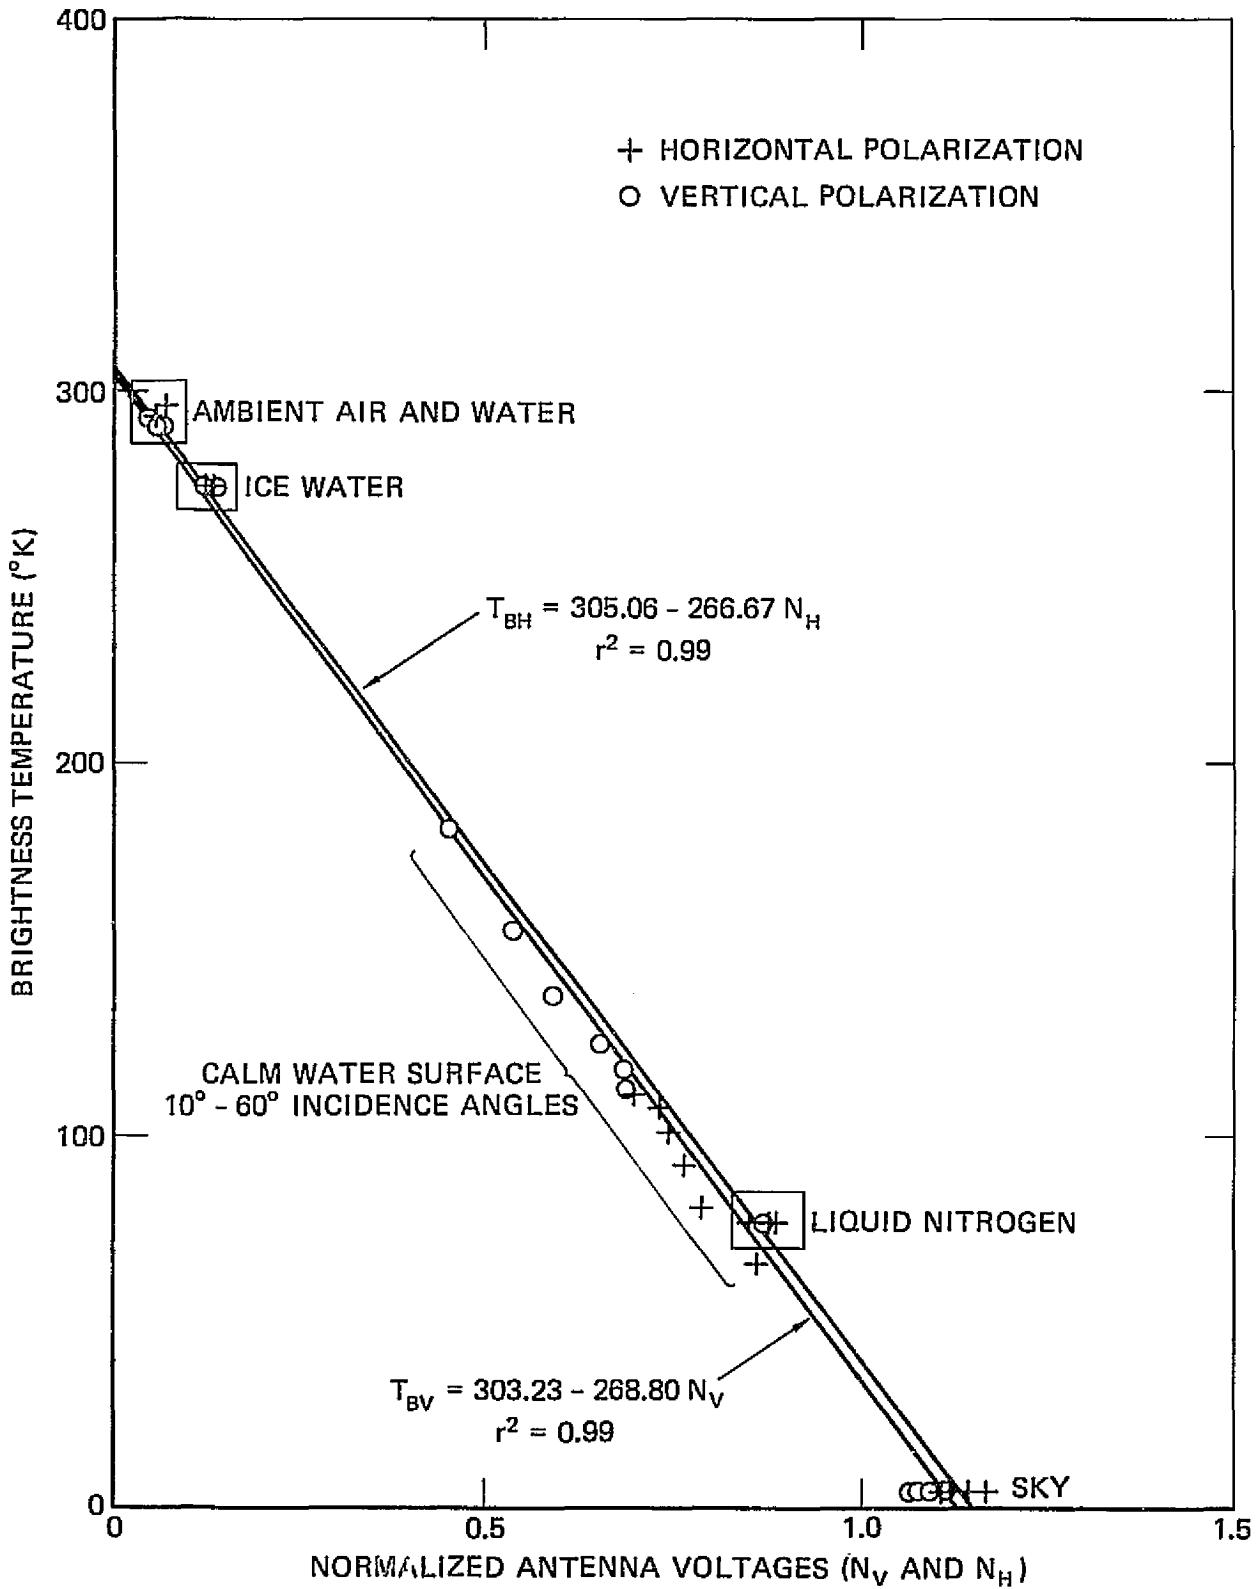 400
+ HORIZONTAL POLARIZATION
O VERTICAL POLARIZATION
300
AMBIENT AIR AND WATER
ICE WATER
T_BH = 305.06 - 266.67 N_H
r² = 0.99
BRIGHTNESS TEMPERATURE (°K)
200
CALM WATER SURFACE
10° - 60° INCIDENCE ANGLES
100
LIQUID NITROGEN
T_BV = 303.23 - 268.80 N_V
r² = 0.99
SKY
0
0 0.5 1.0 1.5
NORMALIZED ANTENNA VOLTAGES (N_V AND N_H)